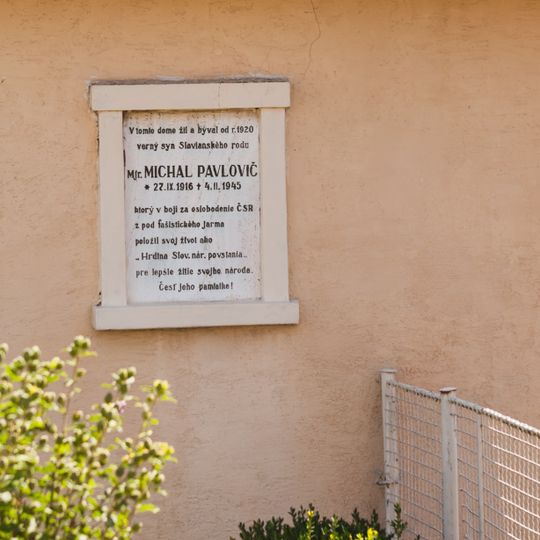 V tomto dome žil a býval od r. 1920
verný syn Slovianského rodu
Mjr. MICHAL PAVLOVIČ
* 27.IX.1916 † 4.II.1945
ktorý v boji za oslobodenie ČSR
z pod fašistického jarma
položil svoj život ako
„Hrdina Slov. nár. povstania„
pre lepšie žitie svojho národa.
Česť jeho pamiatke!